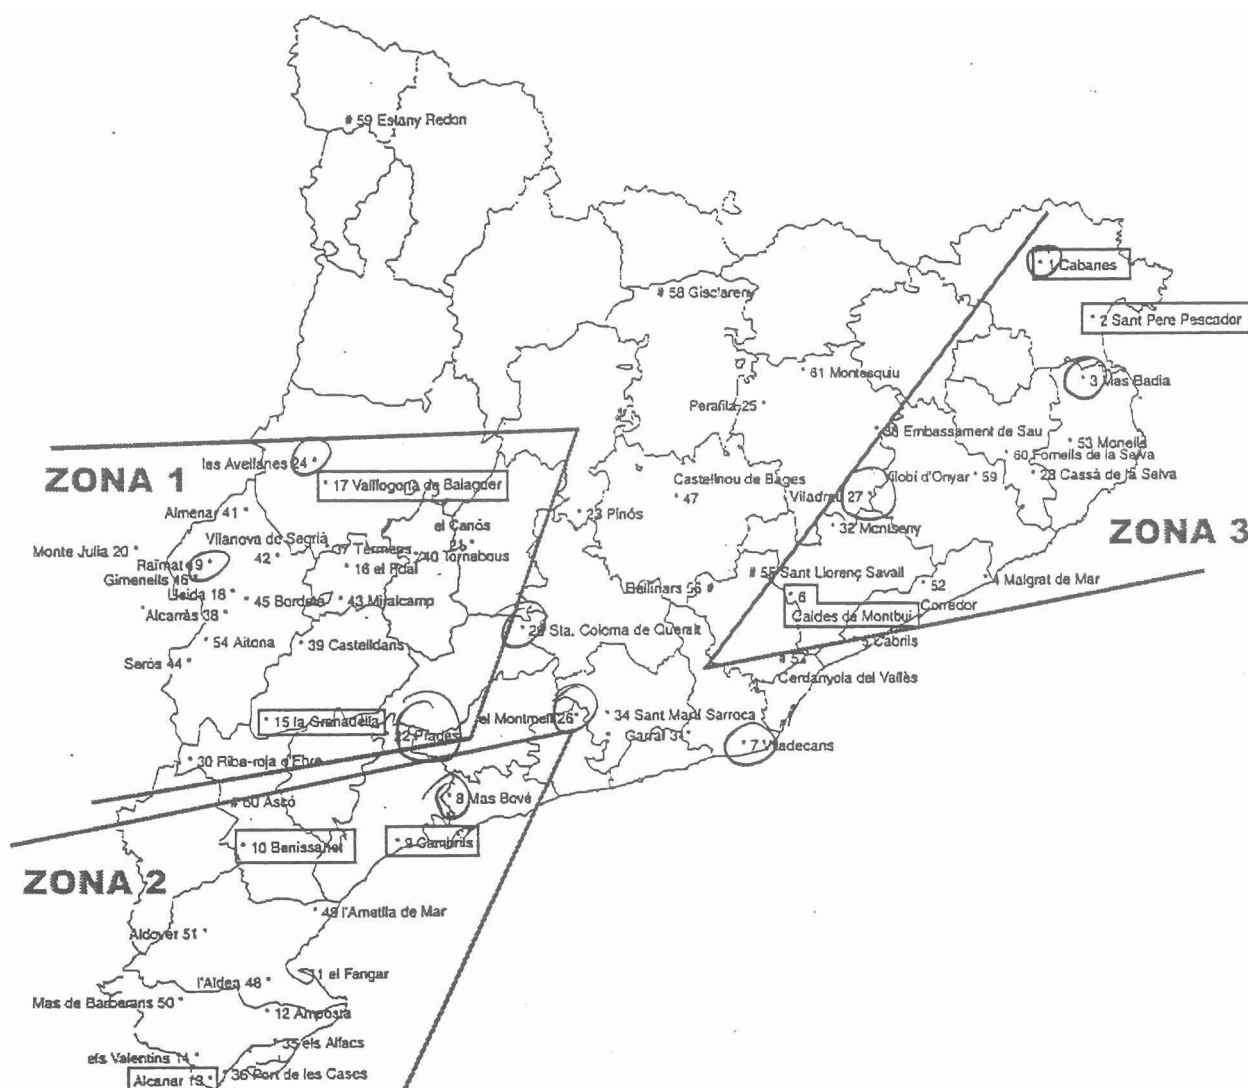 # 59 Estany Redon
1 Cabanes
# 58 Gisclareny
2 Sant Pere Pescador
61 Montesquiu
3 Mas Badia
Perafita 25
Embassament de Sau
53 Monells
60 Fornells de la Selva
ZONA 1
les Avellanes 24
17 Vallfogona de Balaguer
Vilobí d'Onyar 59
23 Cassà de la Selva
Castellnou de Bages
47
Viladrau 27
Almenar 41
23 Pinós
el Canós
21
32 Montseny
ZONA 3
Vilanova de Segrià
42
Monte Julia 20
37 Térmens
40 Tornabous
Raïmat 19
16 el Poal
# 55 Sant Llorenç Savall
4 Malgrat de Mar
Gimenells 46
Bellinars 56 #
52
Corredor
Lleida 18
45 Bordeta
43 Miralcamp
6
Caldes de Montbui
Alcarràs 38
Sta. Coloma de Queralt
54 Aitona
39 Castelldans
5 Cabrils
Seròs 44
# 57
Cerdanyola del Vallès
15 la Granadella
el Montmell 26
34 Sant Martí Sarroca
22 Prades
Garraf 31
7 Viladecans
30 Riba-roja d'Ebre
# 60 Ascó
8 Mas Bové
10 Benissanet
9 Cambrils
ZONA 2
49 l'Ametlla de Mar
Aldover 51
11 el Fangar
l'Aldea 48
Mas de Barberans 50
12 Amposta
35 els Alfacs
els Valentins 14
Alcanar 13
36 Port de les Cases